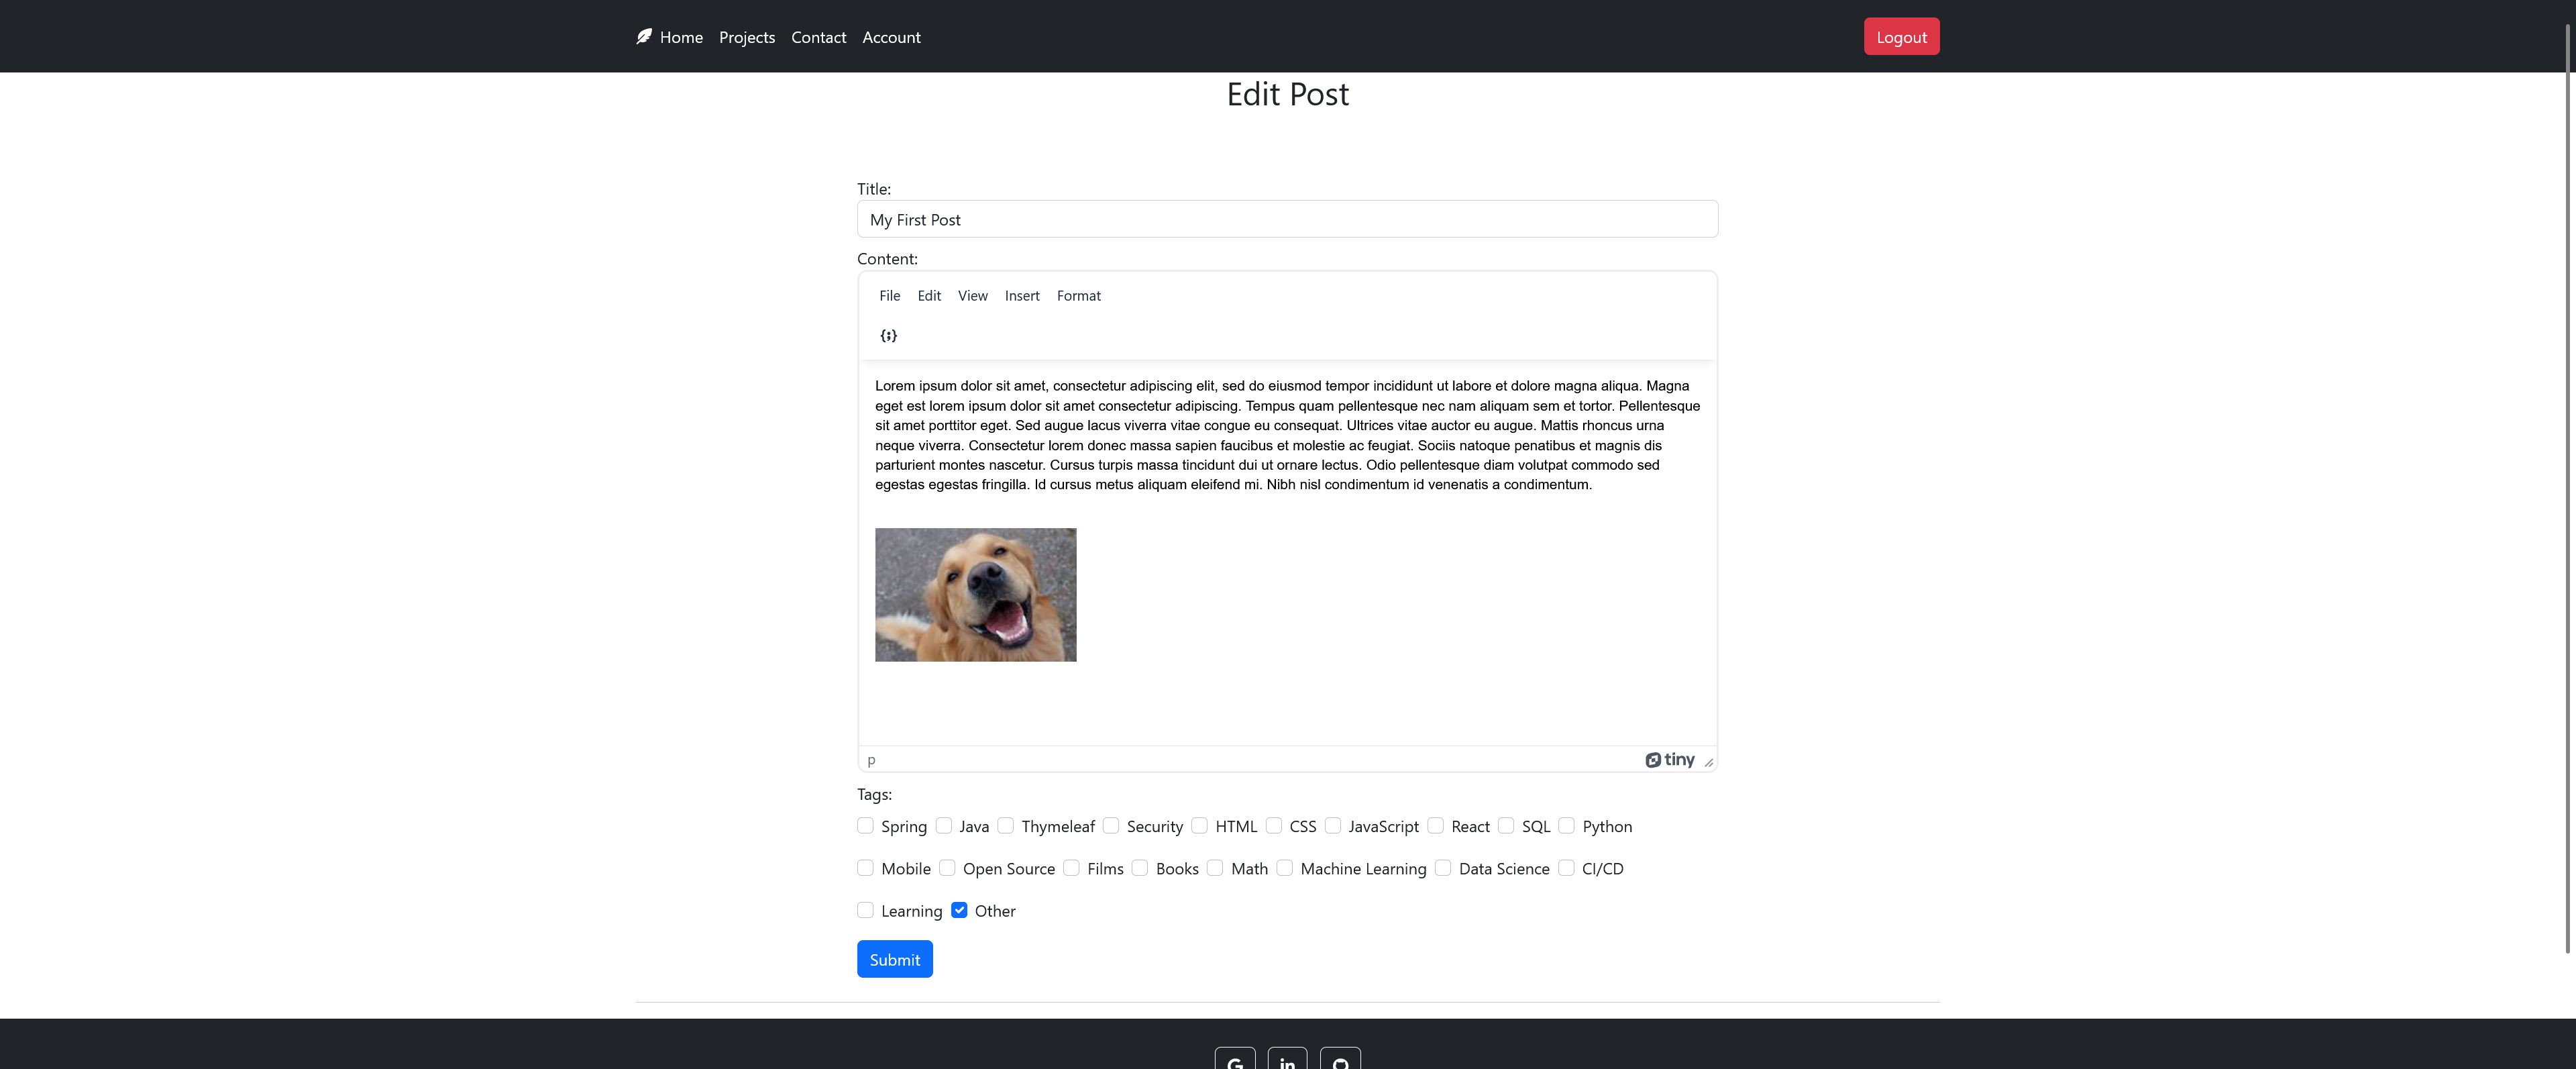 Home Projects Contact Account Logout
Edit Post
Title:
My First Post
Content:
File Edit View Insert Format
{;}
Lorem ipsum dolor sit amet, consectetur adipiscing elit, sed do eiusmod tempor incididunt ut labore et dolore magna aliqua. Magna
eget est lorem ipsum dolor sit amet consectetur adipiscing. Tempus quam pellentesque nec nam aliquam sem et tortor. Pellentesque
sit amet porttitor eget. Sed augue lacus viverra vitae congue eu consequat. Ultrices vitae auctor eu augue. Mattis rhoncus urna
neque viverra. Consectetur lorem donec massa sapien faucibus et molestie ac feugiat. Sociis natoque penatibus et magnis dis
parturient montes nascetur. Cursus turpis massa tincidunt dui ut ornare lectus. Odio pellentesque diam volutpat commodo sed
egestas egestas fringilla. Id cursus metus aliquam eleifend mi. Nibh nisl condimentum id venenatis a condimentum.
p tiny
Tags:
Spring Java Thymeleaf Security HTML CSS JavaScript React SQL Python
Mobile Open Source Films Books Math Machine Learning Data Science CI/CD
Learning Other
Submit
G in